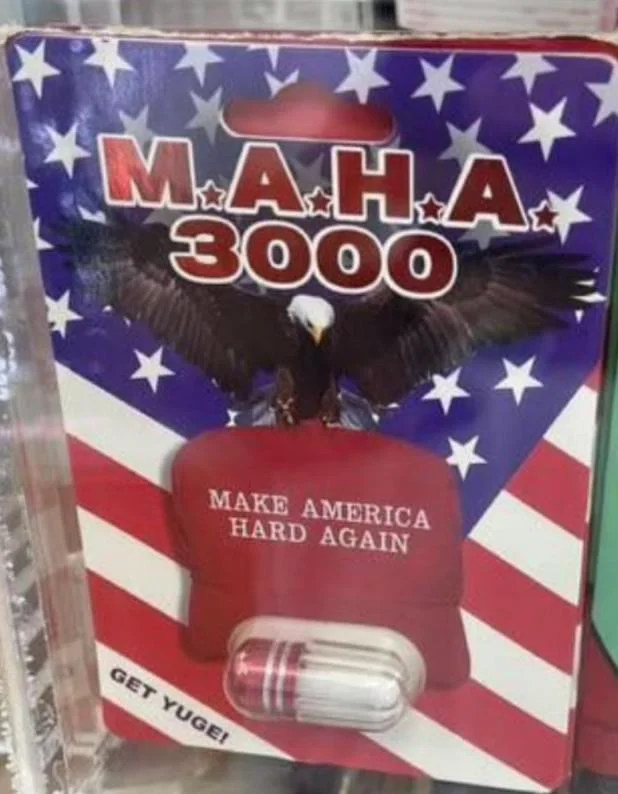 M.A.H.A.
3000
MAKE AMERICA
HARD AGAIN
GET YUGE!